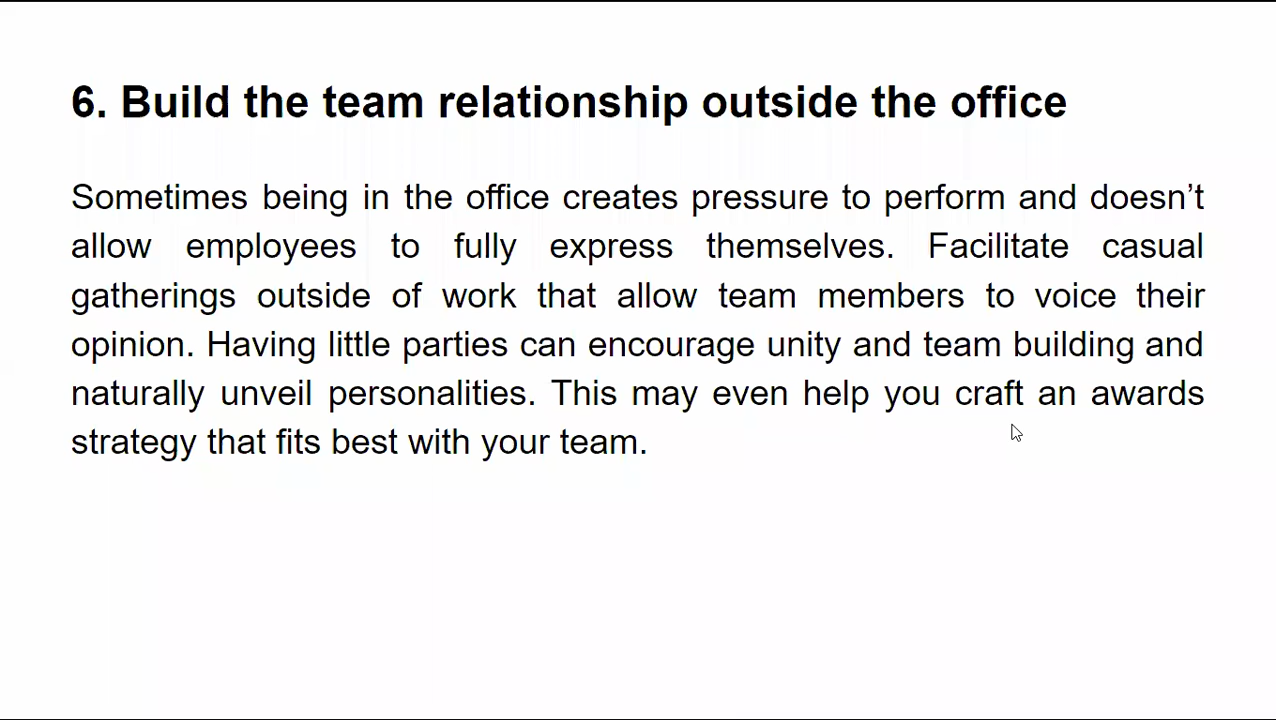 6. Build the team relationship outside the office
Sometimes being in the office creates pressure to perform and doesn’t
allow employees to fully express themselves. Facilitate casual
gatherings outside of work that allow team members to voice their
opinion. Having little parties can encourage unity and team building and
naturally unveil personalities. This may even help you craft an awards
strategy that fits best with your team.